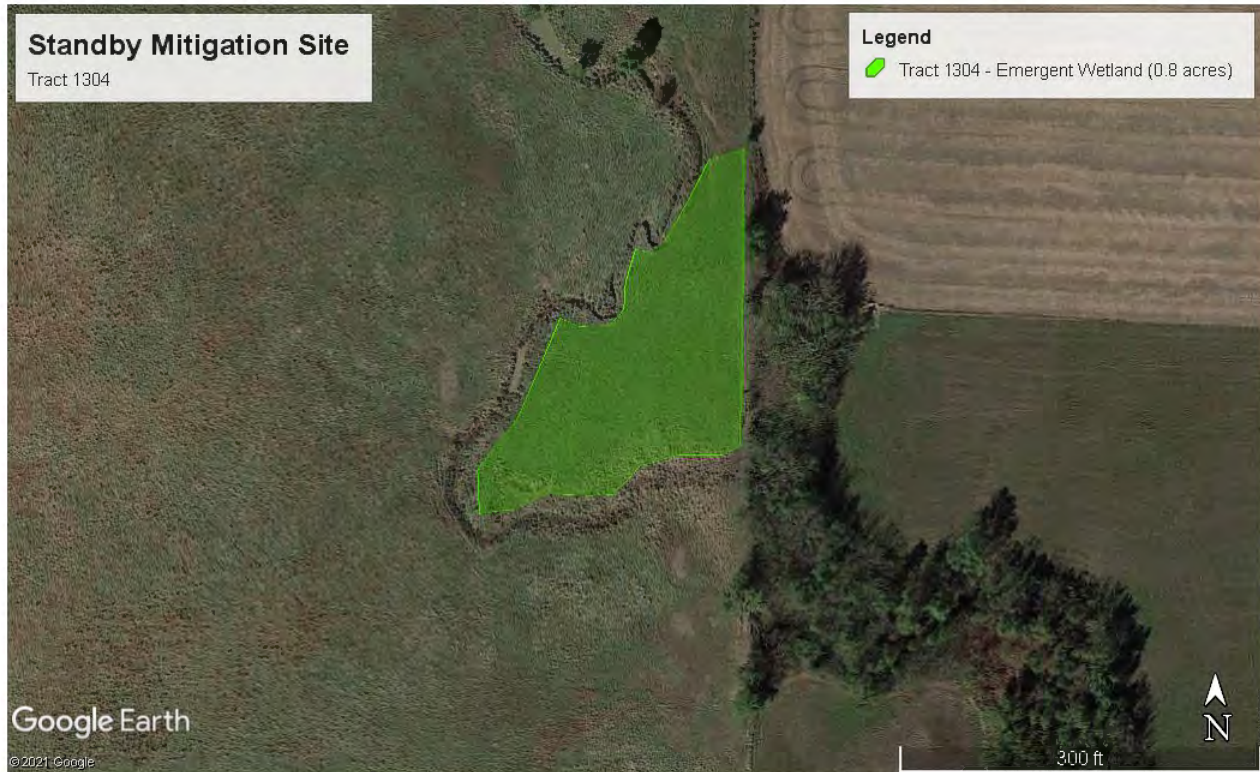 Standby Mitigation Site
Tract 1304
Legend
Tract 1304 - Emergent Wetland (0.8 acres)
Google Earth
©2021 Google
N
300 ft